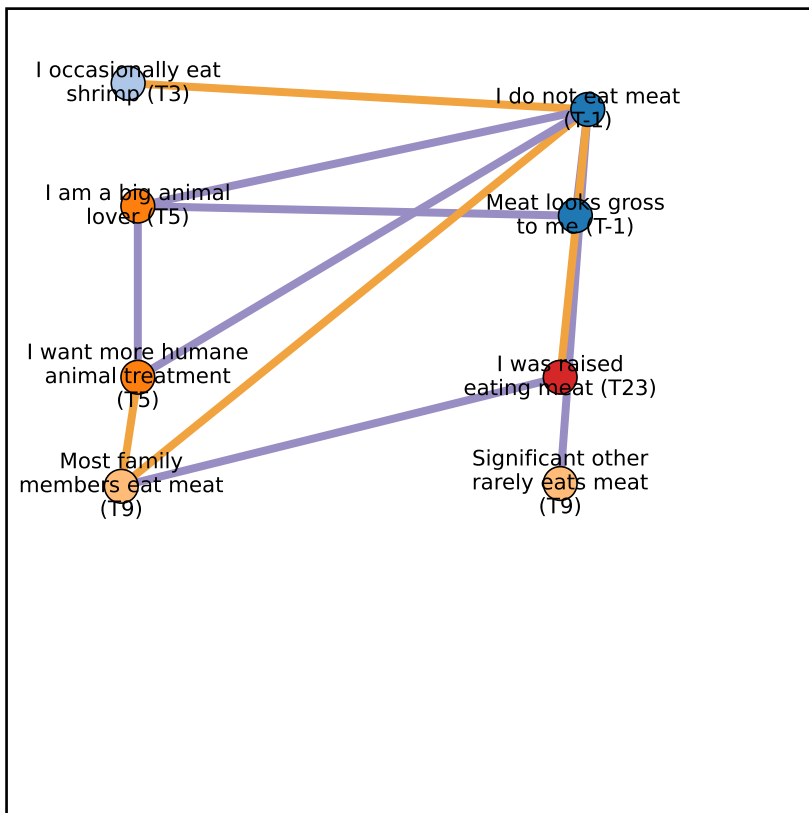 I occasionally eat
shrimp (T3)
I do not eat meat
(T-1)
I am a big animal
lover (T5)
Meat looks gross
to me (T-1)
I want more humane
animal treatment
(T5)
I was raised
eating meat (T23)
Most family
members eat meat
(T9)
Significant other
rarely eats meat
(T9)